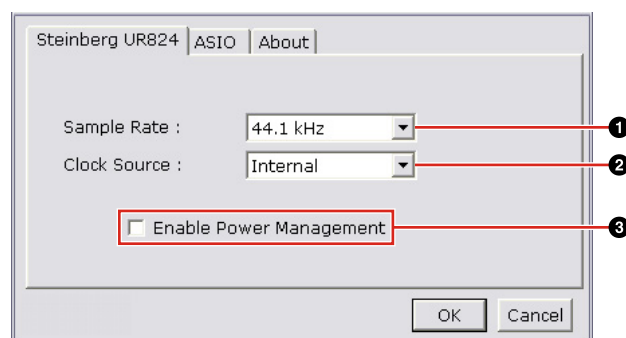 Steinberg UR824 ASIO About
Sample Rate : 44.1 kHz 1
Clock Source : Internal 2
Enable Power Management 3
OK Cancel